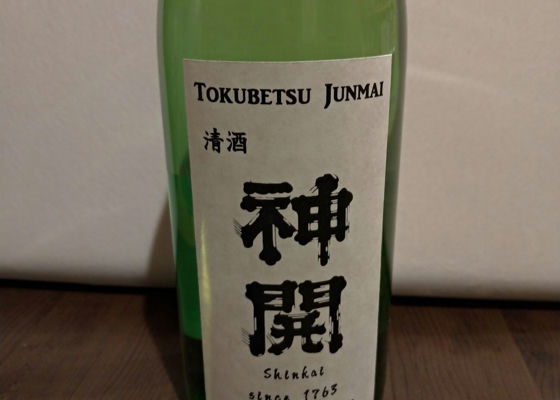 TOKUBETSU JUNMAI
清酒
神
開
Shinkai
since 1763